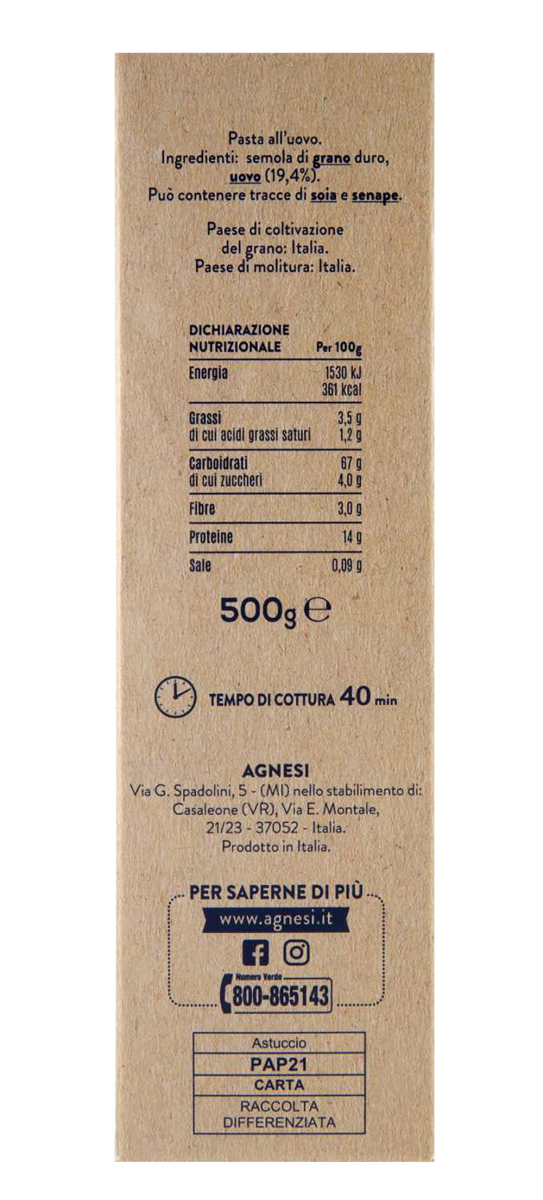 Pasta all'uovo.
Ingredienti: semola di grano duro,
uovo (19,4%).
Può contenere tracce di soia e senape.
Paese di coltivazione
del grano: Italia.
Paese di molitura: Italia.
DICHIARAZIONE
NUTRIZIONALE Per 100g
Energia 1530 kJ
361 kcal
Grassi 3,5 g
di cui acidi grassi saturi 1,2 g
Carboidrati 67 g
di cui zuccheri 4,0 g
Fibre 3,0 g
Proteine 14 g
Sale 0,09 g
500g ℮
TEMPO DI COTTURA 40 min
AGNESI
Via G. Spadolini, 5 - (MI) nello stabilimento di:
Casaleone (VR), Via E. Montale,
21/23 - 37052 - Italia.
Prodotto in Italia.
PER SAPERNE DI PIÙ
www.agnesi.it
Numero Verde
800-865143
Astuccio
PAP21
CARTA
RACCOLTA
DIFFERENZIATA